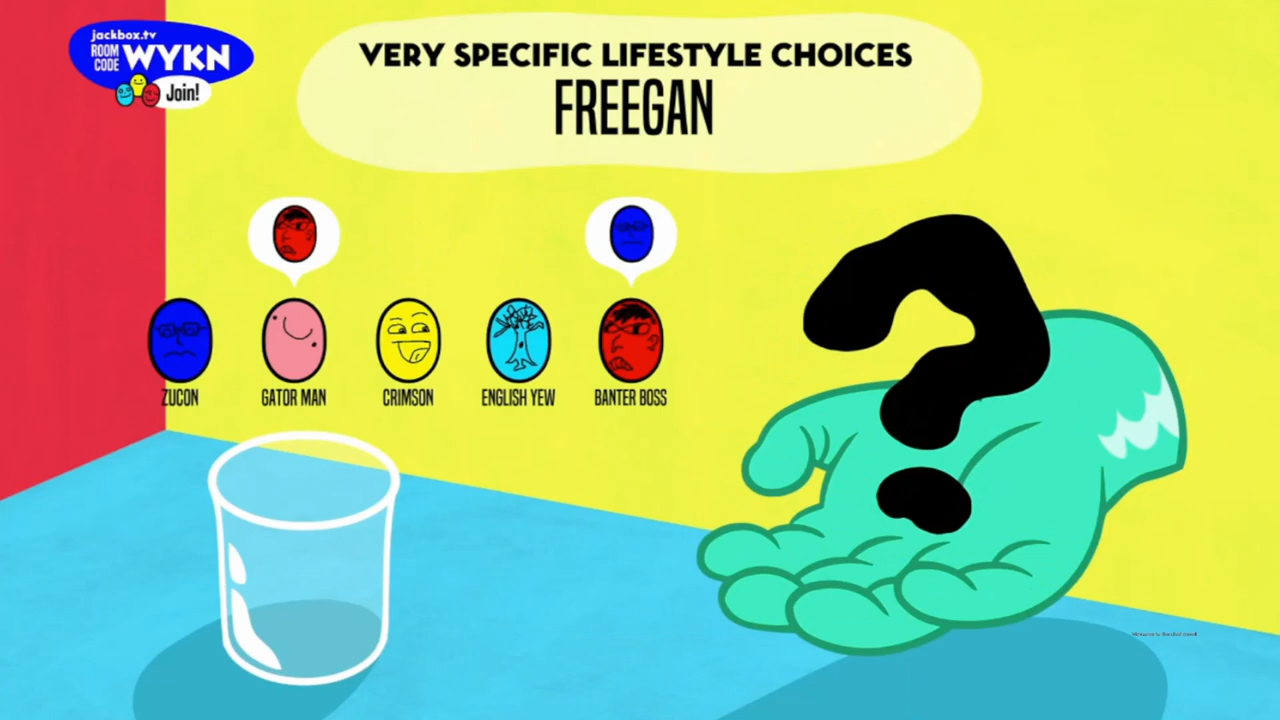 jackbox.tv
ROOM CODE WYKN
Join!
VERY SPECIFIC LIFESTYLE CHOICES
FREEGAN
ZUCON
GATOR MAN
CRIMSON
ENGLISH YEW
BANTER BOSS